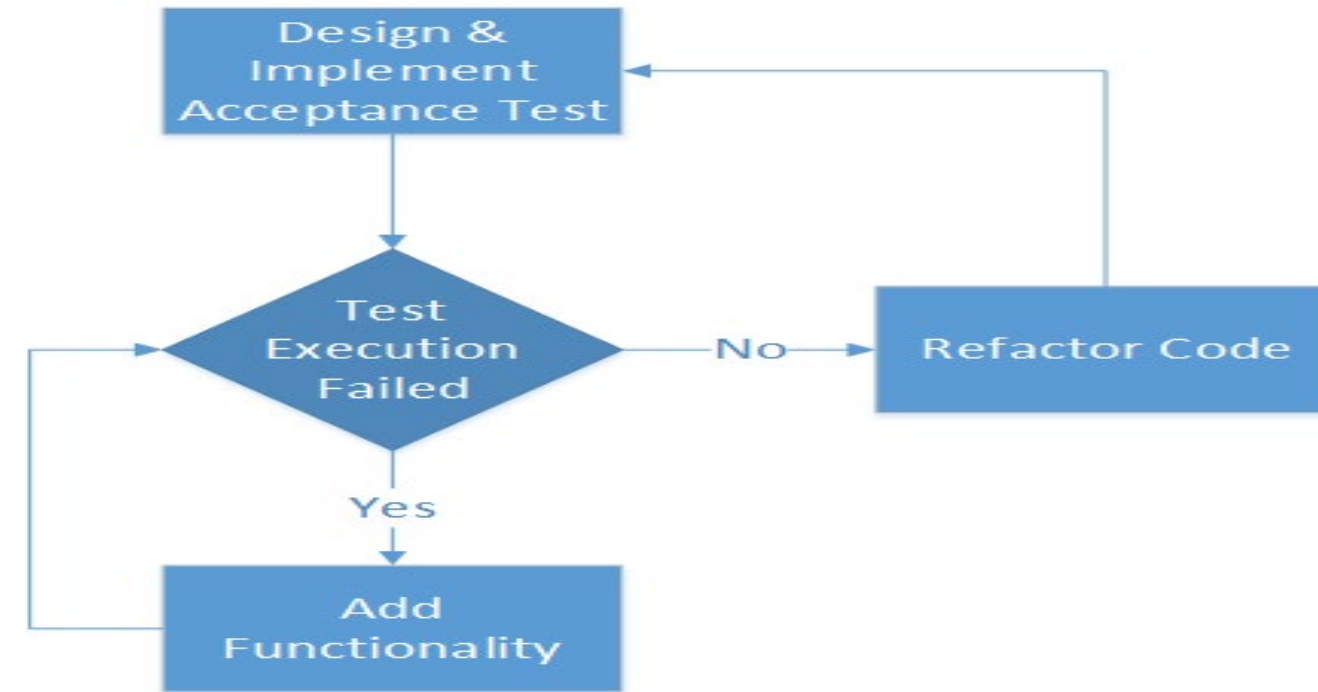 Design &
Implement
Acceptance Test
Test
Execution
Failed
No
Refactor Code
Yes
Add
Functionality